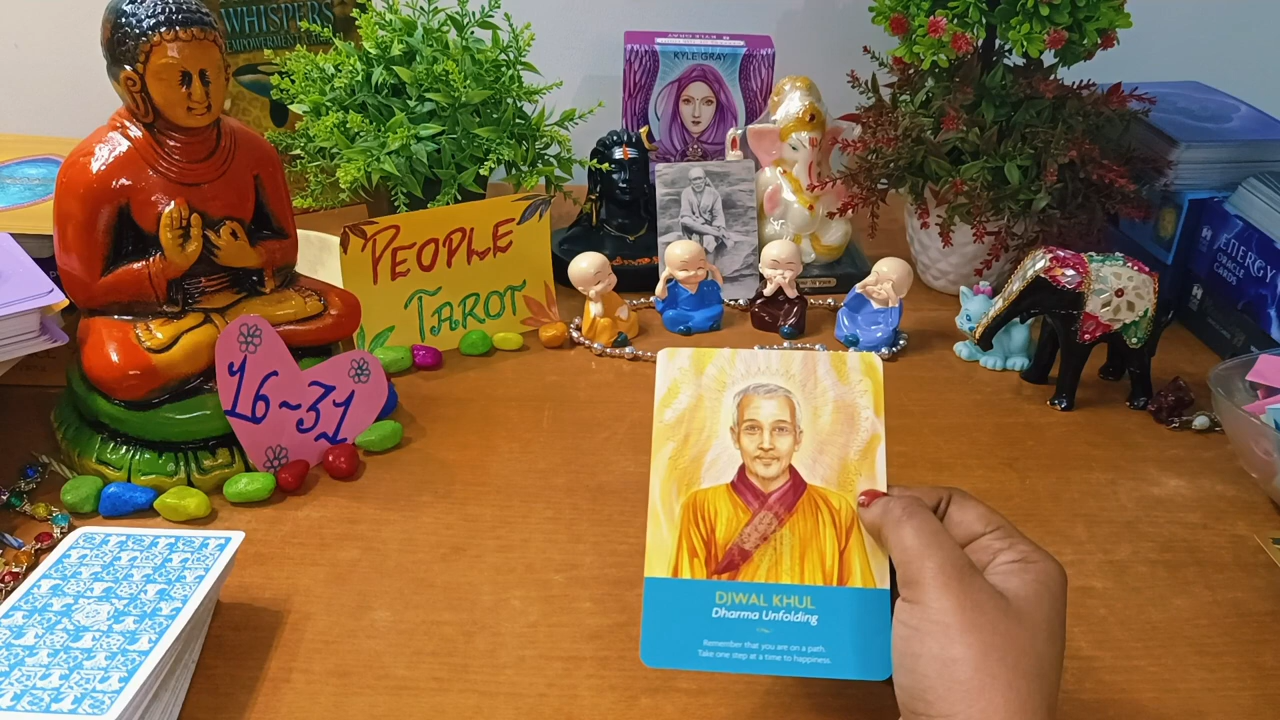 WHISPERS
EMPOWERMENT
KYLE GRAY
PEOPLE
TAROT
16~31
ENERGY
ORACLE
CARDS
DJWAL KHUL
Dharma Unfolding
Remember that you are on a path.
Take one step at a time to happiness.